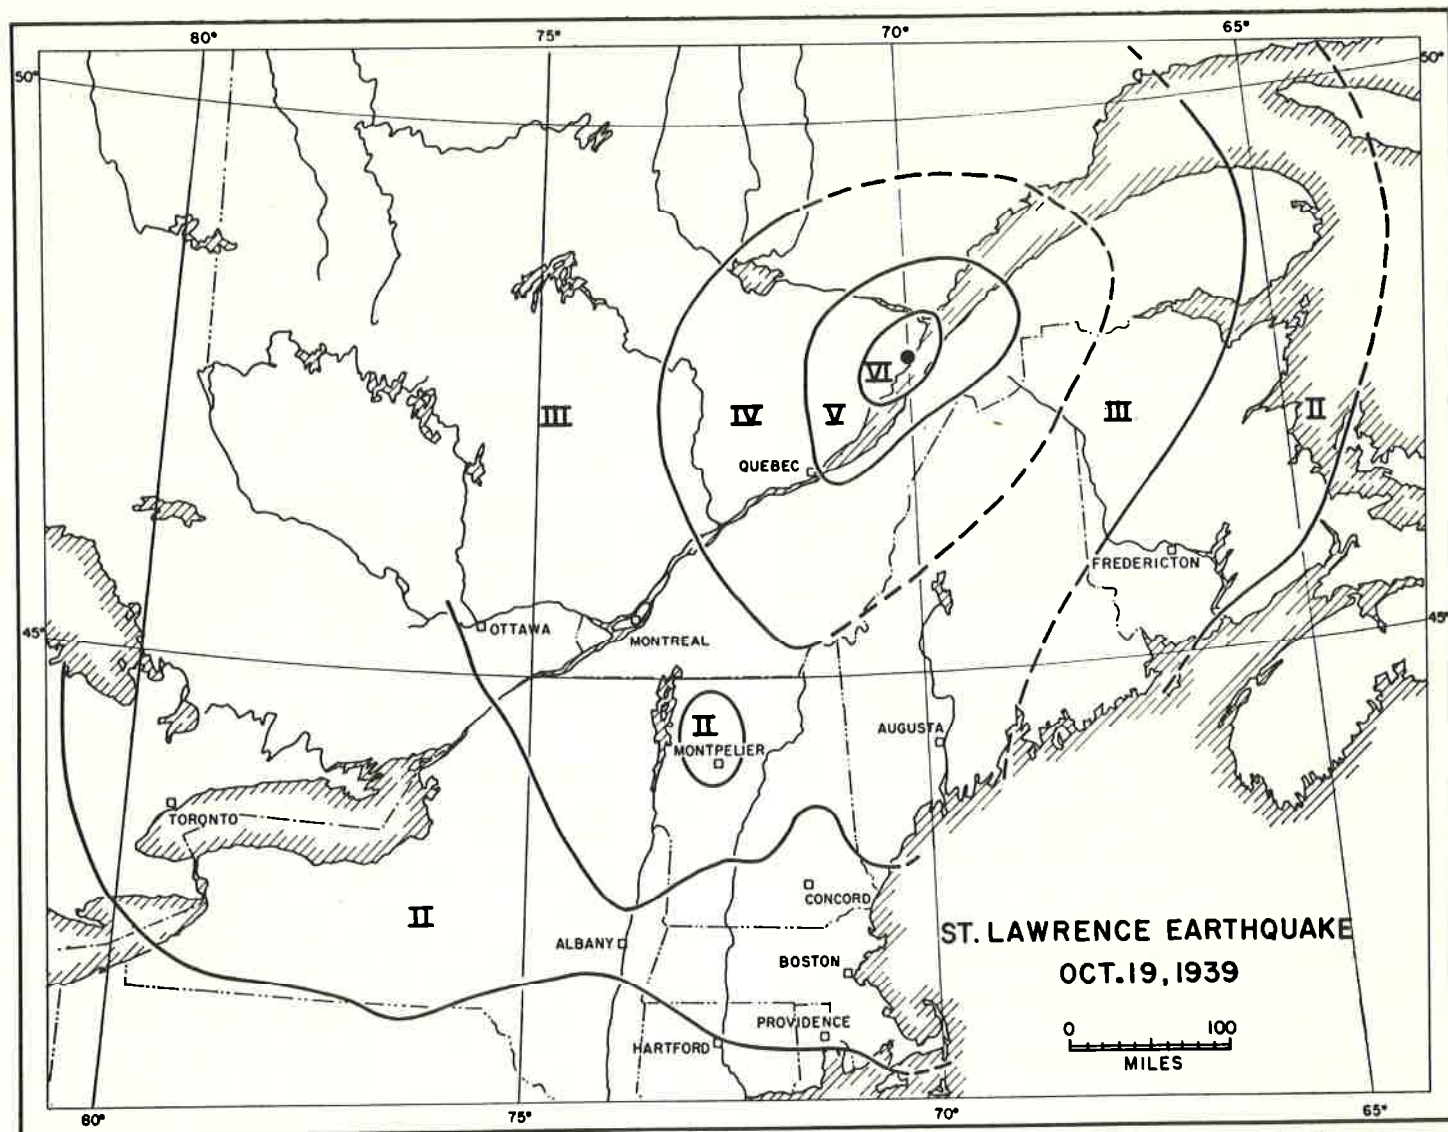 80°
75°
70°
65°
50°
50°
III
IV
V
VI
III
II
QUEBEC
FREDERICTON
45°
OTTAWA
MONTREAL
45°
II
MONTPELIER
AUGUSTA
TORONTO
CONCORD
II
ALBANY
BOSTON
ST. LAWRENCE EARTHQUAKE
OCT. 19, 1939
PROVIDENCE
HARTFORD
0 100
MILES
80°
75°
70°
65°